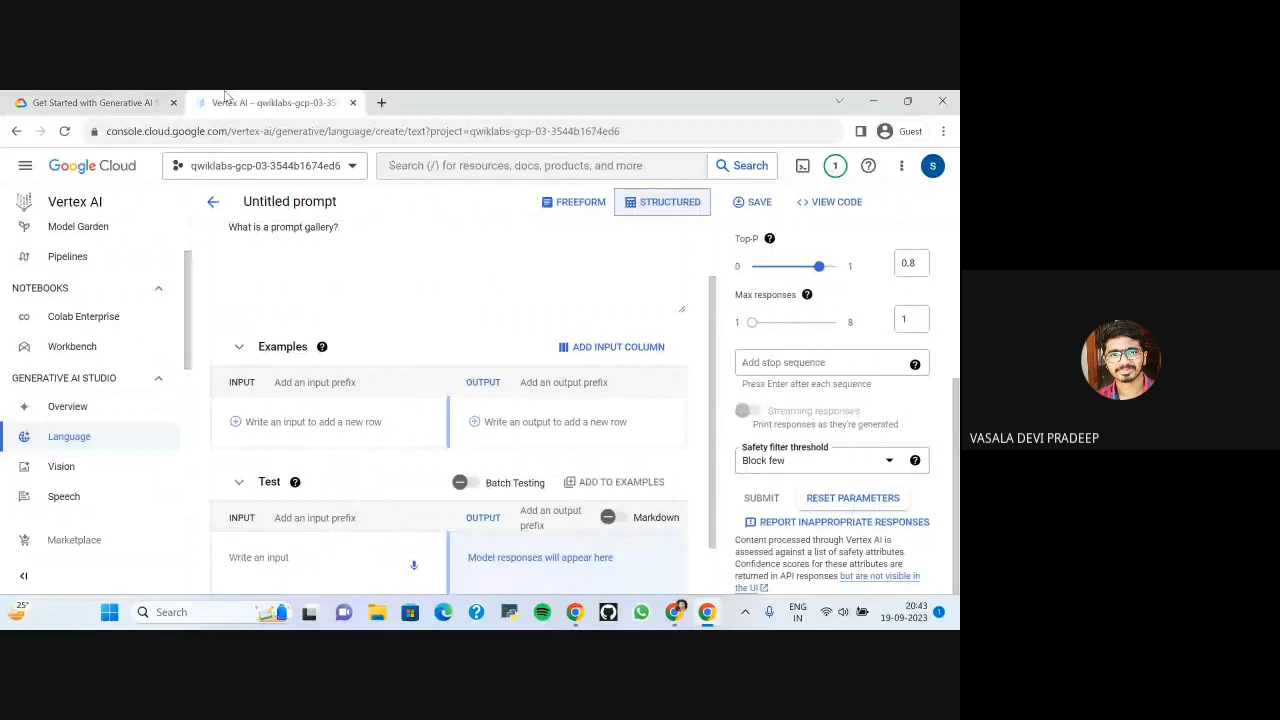 Get Started with Generative AI S
Vertex AI – qwiklabs-gcp-03-35
console.cloud.google.com/vertex-ai/generative/language/create/text?project=qwiklabs-gcp-03-3544b1674ed6
Guest
Google Cloud
qwiklabs-gcp-03-3544b1674ed6
Search (/) for resources, docs, products, and more
Search
1
S
Vertex AI
Untitled prompt
FREEFORM
STRUCTURED
SAVE
<> VIEW CODE
Model Garden
Pipelines
NOTEBOOKS
Colab Enterprise
Workbench
GENERATIVE AI STUDIO
Overview
Language
Vision
Speech
Marketplace
What is a prompt gallery?
Examples
ADD INPUT COLUMN
INPUT Add an input prefix
OUTPUT Add an output prefix
Write an input to add a new row
Write an output to add a new row
Test
Batch Testing
ADD TO EXAMPLES
INPUT Add an input prefix
OUTPUT
Add an output
prefix
Markdown
Write an input
Model responses will appear here
Top-P
0
1
0.8
Max responses
1
8
1
Add stop sequence
Press Enter after each sequence
Streaming responses
Print responses as they're generated
Safety filter threshold
Block few
SUBMIT
RESET PARAMETERS
REPORT INAPPROPRIATE RESPONSES
Content processed through Vertex AI is
assessed against a list of safety attributes.
Confidence scores for these attributes are
returned in API responses but are not visible in
the UI.
25°
Search
ENG
IN
20:43
19-09-2023
1
VASALA DEVI PRADEEP